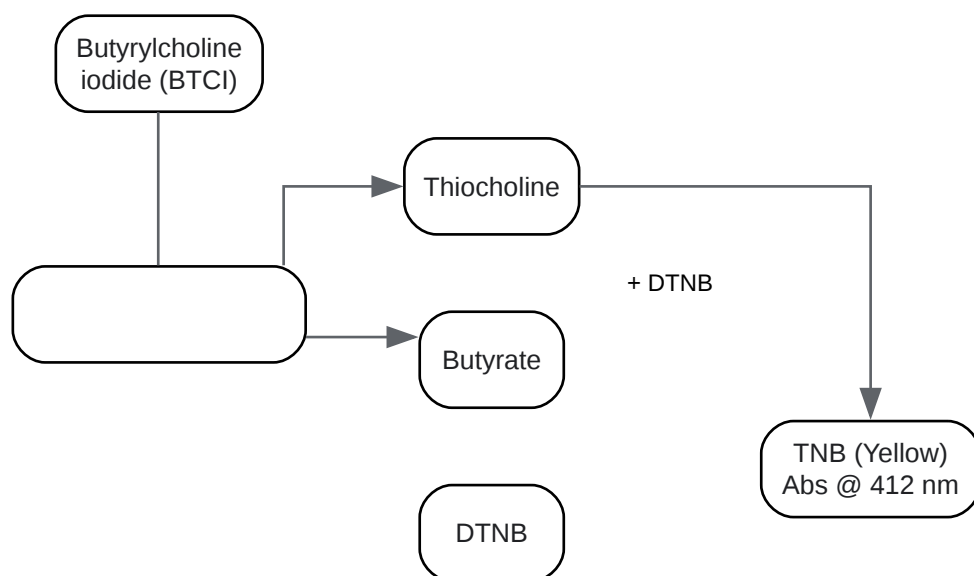 Butyrylcholine
iodide (BTCI)
Thiocholine
+ DTNB
Butyrate
TNB (Yellow)
Abs @ 412 nm
DTNB